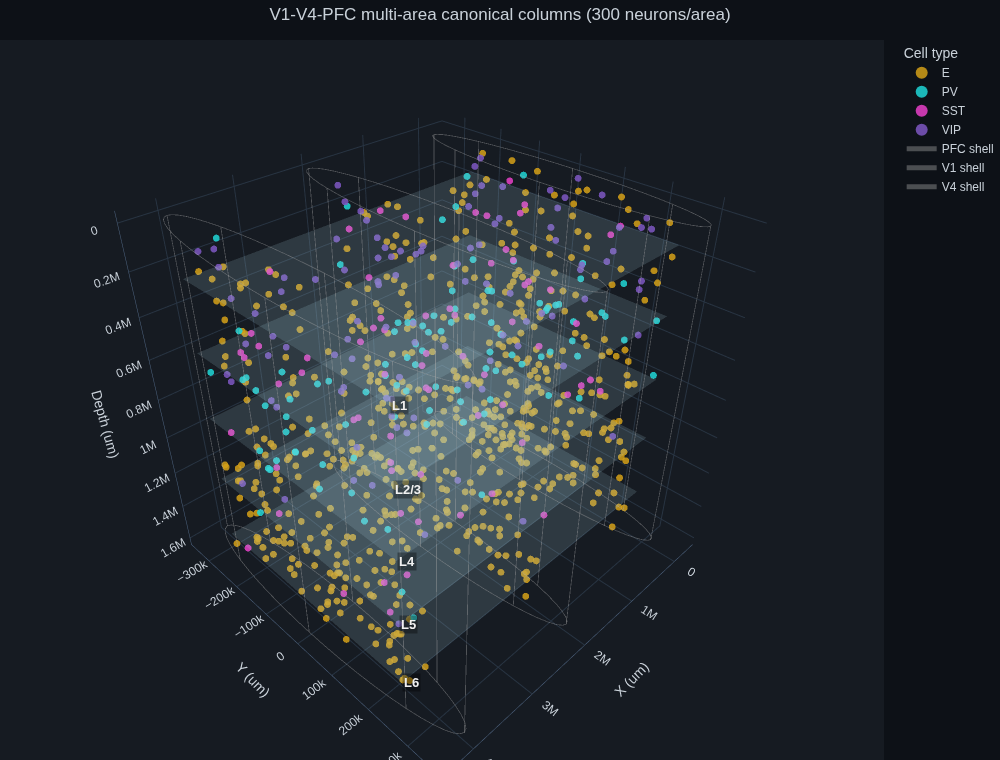 V1-V4-PFC multi-area canonical columns (300 neurons/area)
Cell type
E
PV
SST
VIP
PFC shell
V1 shell
V4 shell
0
0.2M
0.4M
0.6M
0.8M
1M
1.2M
1.4M
1.6M
Depth (um)
−300k
−200k
−100k
0
100k
200k
Y (um)
0
1M
2M
3M
X (um)
L1
L2/3
L4
L5
L6